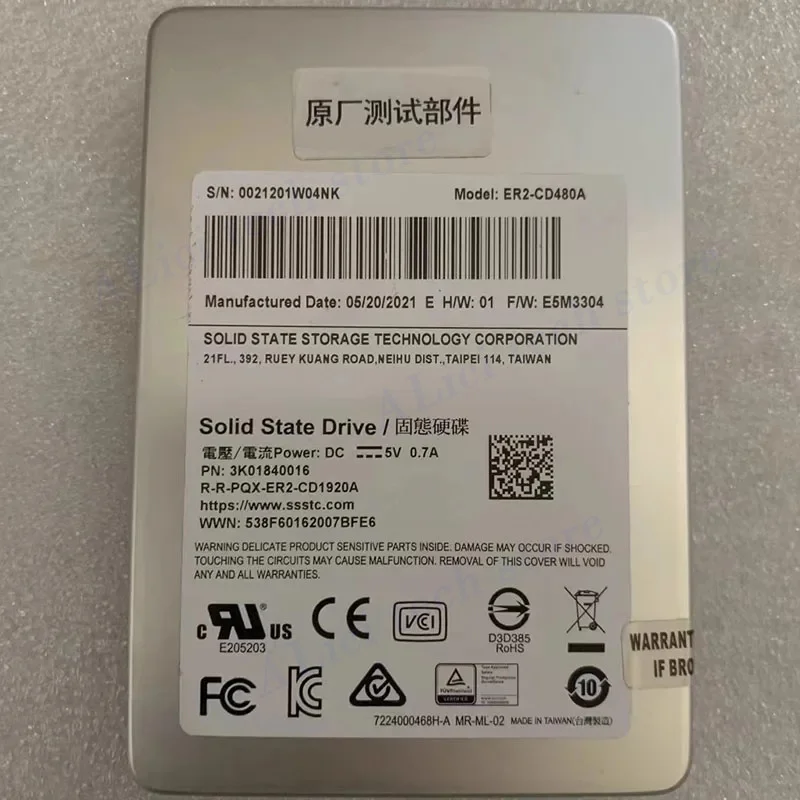 原厂测试部件
S/N: 0021201W04NK Model: ER2-CD480A
Manufactured Date: 05/20/2021 E H/W: 01 F/W: E5M3304
SOLID STATE STORAGE TECHNOLOGY CORPORATION
21FL., 392, RUEY KUANG ROAD,NEIHU DIST.,TAIPEI 114, TAIWAN
Solid State Drive / 固態硬碟
電壓/電流Power: DC 5V 0.7A
PN: 3K01840016
R-R-PQX-ER2-CD1920A
https://www.ssstc.com
WWN: 538F60162007BFE6
WARNING DELICATE PRODUCT SENSITIVE PARTS INSIDE. DAMAGE MAY OCCUR IF SHOCKED.
TOUCHING THE CIRCUITS MAY CAUSE MALFUNCTION. REMOVAL OF THIS COVER WILL VOID
ANY AND ALL WARRANTIES.
c UL ® US
E205203
CE
VCI
D3D385
RoHS
WARRANT
IF BRO
FC
KC
TÜVRheinland
CERTIFIED
10
7224000468H-A MR-ML-02 MADE IN TAIWAN(台灣製造)